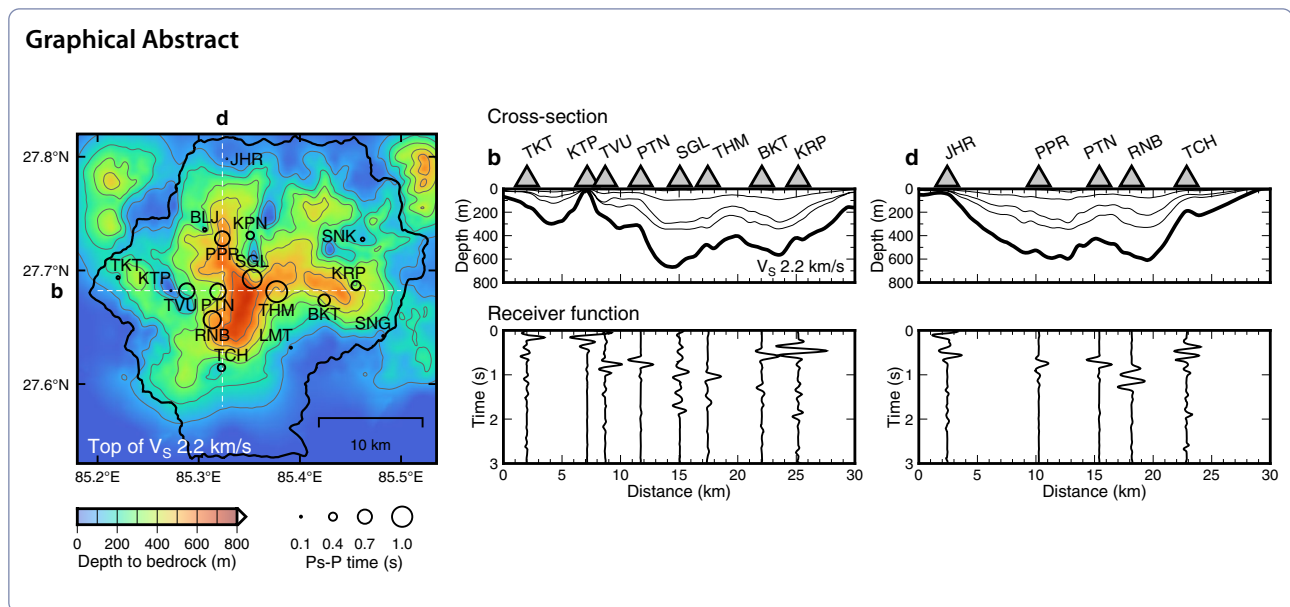 Graphical Abstract
d
27.8°N
27.7°N
27.6°N
b
JHR
BLJ
KPN
SNK
PPR
SGL
TKT
KTP
KRP
TVU
PTN
THM
BKT
SNG
RNB
LMT
TCH
10 km
Top of VS 2.2 km/s
85.2°E
85.3°E
85.4°E
85.5°E
0
200
400
600
800
Depth to bedrock (m)
0.1
0.4
0.7
1.0
Ps-P time (s)
Cross-section
b
TKT
KTP
TVU
PTN
SGL
THM
BKT
KRP
0
200
400
600
800
Depth (m)
VS 2.2 km/s
d
JHR
PPR
PTN
RNB
TCH
0
200
400
600
800
Depth (m)
Receiver function
0
1
2
3
Time (s)
0
5
10
15
20
25
30
Distance (km)
0
1
2
3
Time (s)
0
5
10
15
20
25
30
Distance (km)